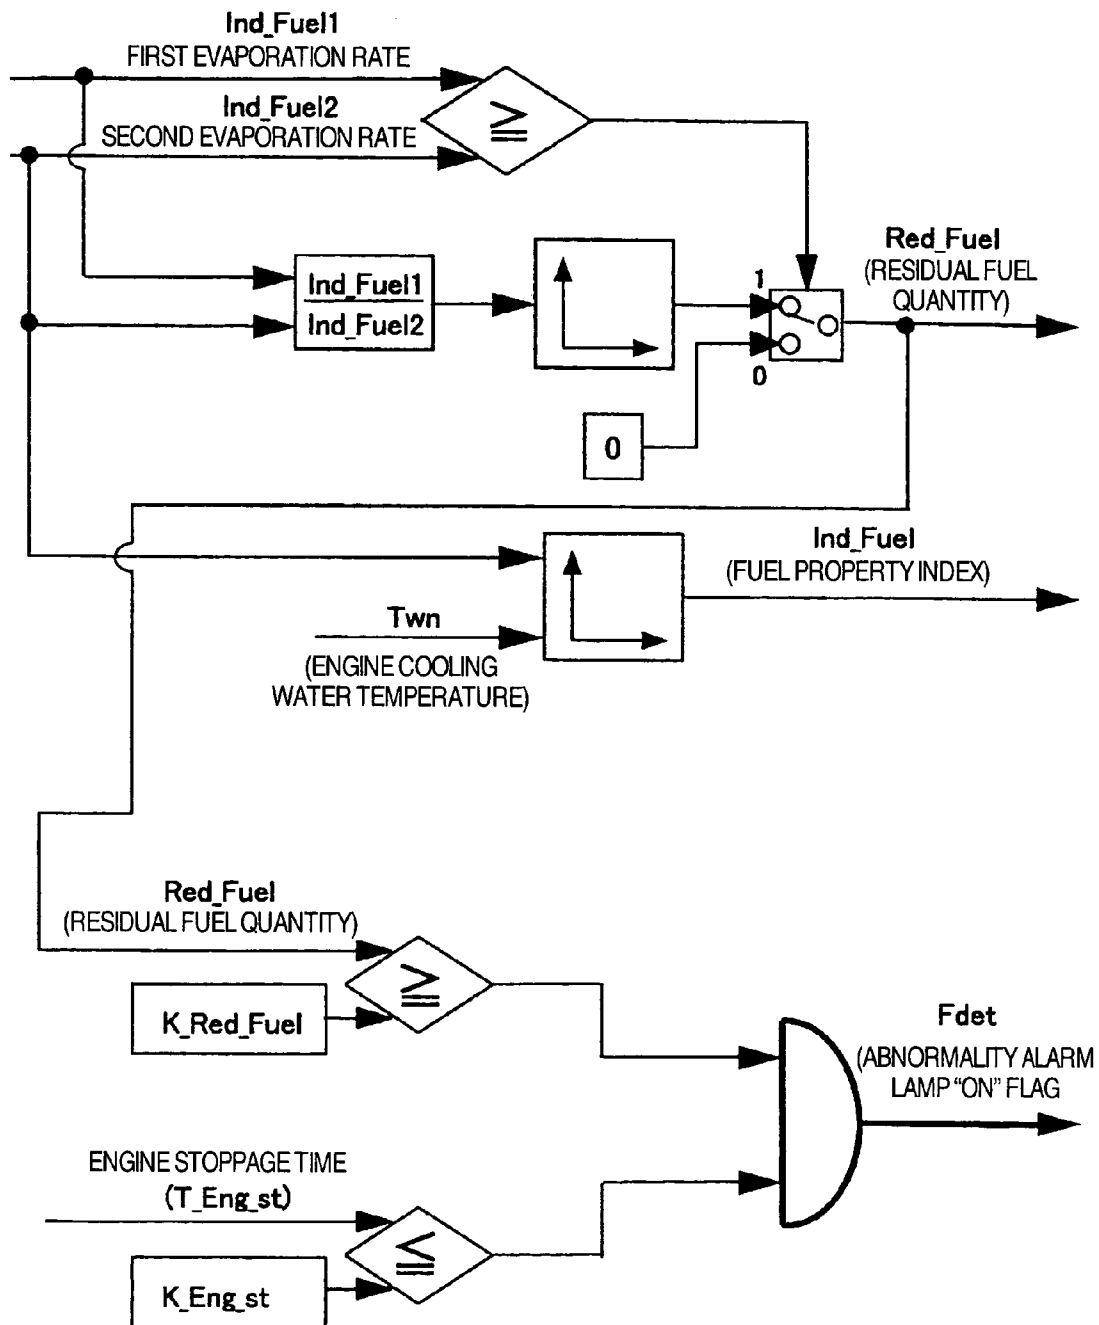 Ind_Fuel1
FIRST EVAPORATION RATE
Ind_Fuel2
SECOND EVAPORATION RATE
≧
Red_Fuel
(RESIDUAL FUEL
QUANTITY)
Ind_Fuel1
Ind_Fuel2
1
0
0
Ind_Fuel
(FUEL PROPERTY INDEX)
Twn
(ENGINE COOLING
WATER TEMPERATURE)
Red_Fuel
(RESIDUAL FUEL QUANTITY)
≧
K_Red_Fuel
Fdet
(ABNORMALITY ALARM
LAMP “ON” FLAG
ENGINE STOPPAGE TIME
(T_Eng_st)
≦
K_Eng_st